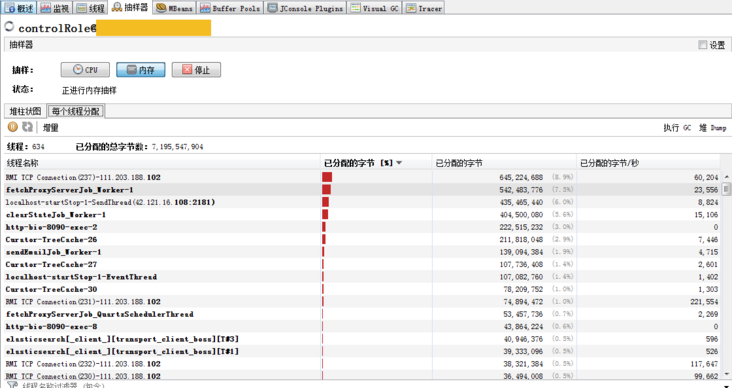 概述 监视 线程 抽样器 MBeans Buffer Pools JConsole Plugins Visual GC Tracer
controlRole@
抽样器 设置
抽样: CPU 内存 停止
状态: 正进行内存抽样
堆柱状图 每个线程分配
增量 执行 GC 堆 Dump
线程: 634 已分配的总字节数: 7,195,547,904
线程名称 已分配的字节 [%] 已分配的字节 已分配的字节/秒
RMI TCP Connection(237)-111.203.188.102 645,224,688 (8.9%) 60,204
fetchProxyServerJob_Worker-1 542,483,776 (7.5%) 23,556
localhost-startStop-1-SendThread(42.121.16.108:2181) 435,465,440 (6.0%) 8,824
clearStateJob_Worker-1 404,500,080 (5.6%) 15,106
http-bio-8090-exec-2 222,515,232 (3.0%) 0
Curator-TreeCache-26 211,818,048 (2.9%) 7,446
sendEmailJob_Worker-1 139,094,384 (1.9%) 4,715
Curator-TreeCache-27 107,736,408 (1.4%) 2,601
localhost-startStop-1-EventThread 107,082,760 (1.4%) 1,402
Curator-TreeCache-30 78,209,752 (1.0%) 1,303
RMI TCP Connection(231)-111.203.188.102 74,894,472 (1.0%) 221,554
fetchProxyServerJob_QuartzSchedulerThread 53,457,736 (0.7%) 2,269
http-bio-8090-exec-8 43,864,224 (0.6%) 0
elasticsearch[_client_][transport_client_boss][T#3] 40,946,376 (0.5%) 596
elasticsearch[_client_][transport_client_boss][T#1] 39,333,096 (0.5%) 526
RMI TCP Connection(232)-111.203.188.102 38,321,384 (0.5%) 117,647
RMI TCP Connection(230)-111.203.188.102 36,494,008 (0.5%) 99,662
线程名称过滤器 (包含)